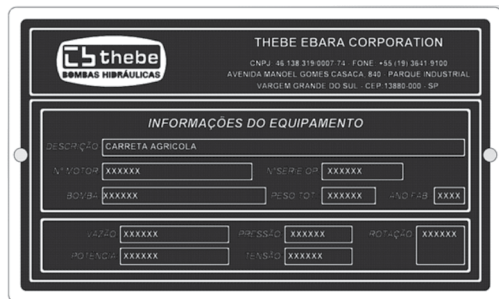 thebe
BOMBAS HIDRÁULICAS
THEBE EBARA CORPORATION
CNPJ 46 138 319 0007 74 · FONE · +55 (19) 3641 9100
AVENIDA MANOEL GOMES CASACA, 840 · PARQUE INDUSTRIAL
VARGEM GRANDE DO SUL · CEP 13880-000 · SP
INFORMAÇÕES DO EQUIPAMENTO
DESCRIÇÃO CARRETA AGRÍCOLA
N° MOTOR XXXXXX N° SERIE OP XXXXXX
BOMBA XXXXXX PESO TOT XXXXXX ANO FAB XXXX
VAZÃO XXXXXX PRESSÃO XXXXXX ROTAÇÃO XXXXXX
POTENCIA XXXXXX TENSÃO XXXXXX